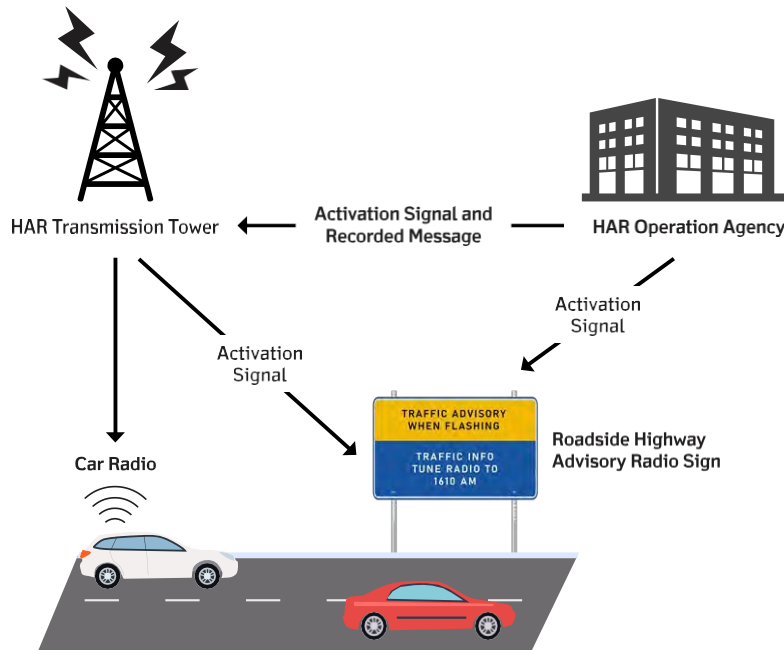 HAR Transmission Tower
Activation Signal and
Recorded Message
HAR Operation Agency
Activation
Signal
Activation
Signal
TRAFFIC ADVISORY
WHEN FLASHING
TRAFFIC INFO
TUNE RADIO TO
1610 AM
Roadside Highway
Advisory Radio Sign
Car Radio